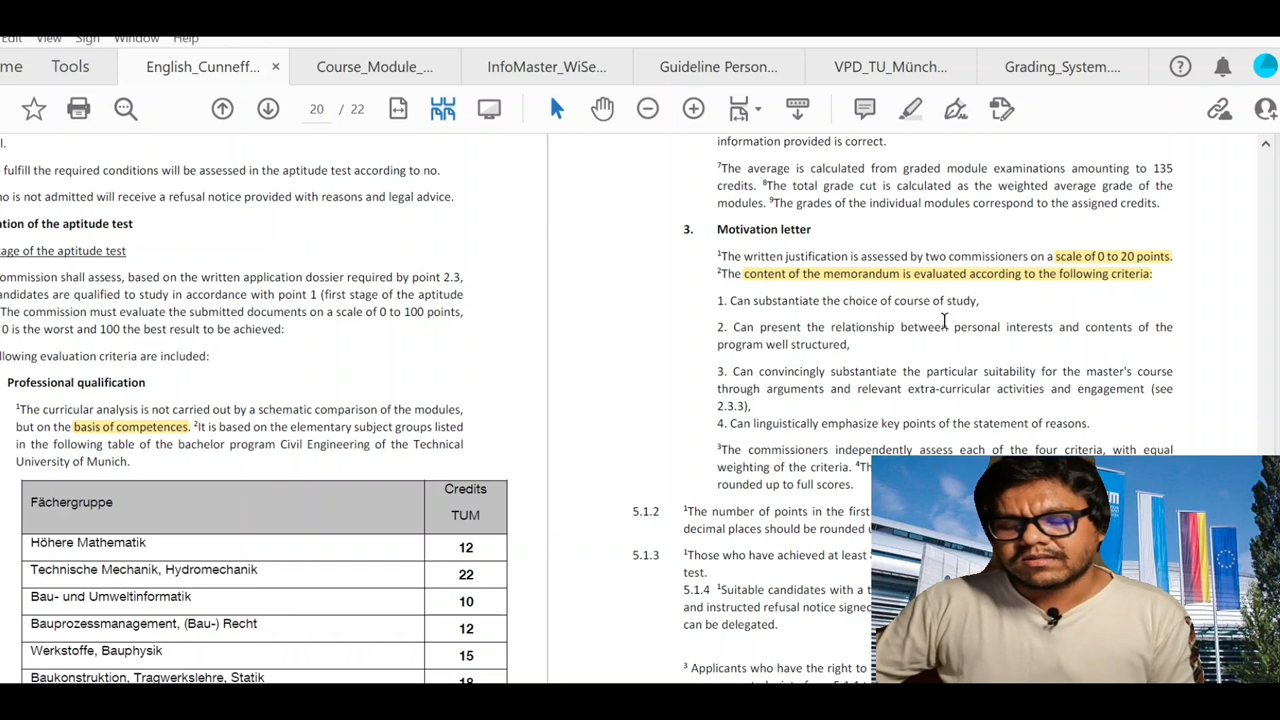 Edit View Sign Window Help
me Tools English_Cunneff... × Course_Module_... InfoMaster_WiSe... Guideline Person... VPD_TU_Münch... Grading_System....
20 / 22
l.
fulfill the required conditions will be assessed in the aptitude test according to no.
ho is not admitted will receive a refusal notice provided with reasons and legal advice.
ation of the aptitude test
tage of the aptitude test
ommission shall assess, based on the written application dossier required by point 2.3,
andidates are qualified to study in accordance with point 1 (first stage of the aptitude
The commission must evaluate the submitted documents on a scale of 0 to 100 points,
0 is the worst and 100 the best result to be achieved:
llowing evaluation criteria are included:
Professional qualification
¹The curricular analysis is not carried out by a schematic comparison of the modules,
but on the basis of competences. ²It is based on the elementary subject groups listed
in the following table of the bachelor program Civil Engineering of the Technical
University of Munich.
Fächergruppe Credits TUM
Höhere Mathematik 12
Technische Mechanik, Hydromechanik 22
Bau- und Umweltinformatik 10
Bauprozessmanagement, (Bau-) Recht 12
Werkstoffe, Bauphysik 15
Baukonstruktion, Tragwerkslehre, Statik 18
information provided is correct.
⁷The average is calculated from graded module examinations amounting to 135
credits. ⁸The total grade cut is calculated as the weighted average grade of the
modules. ⁹The grades of the individual modules correspond to the assigned credits.
3. Motivation letter
¹The written justification is assessed by two commissioners on a scale of 0 to 20 points.
²The content of the memorandum is evaluated according to the following criteria:
1. Can substantiate the choice of course of study,
2. Can present the relationship between personal interests and contents of the
program well structured,
3. Can convincingly substantiate the particular suitability for the master's course
through arguments and relevant extra-curricular activities and engagement (see
2.3.3),
4. Can linguistically emphasize key points of the statement of reasons.
³The commissioners independently assess each of the four criteria, with equal
weighting of the criteria. ⁴Th
rounded up to full scores.
5.1.2 ¹The number of points in the first
decimal places should be rounded
5.1.3 ¹Those who have achieved at least
test.
5.1.4 ¹Suitable candidates with a t
and instructed refusal notice signed
can be delegated.
³ Applicants who have the right to